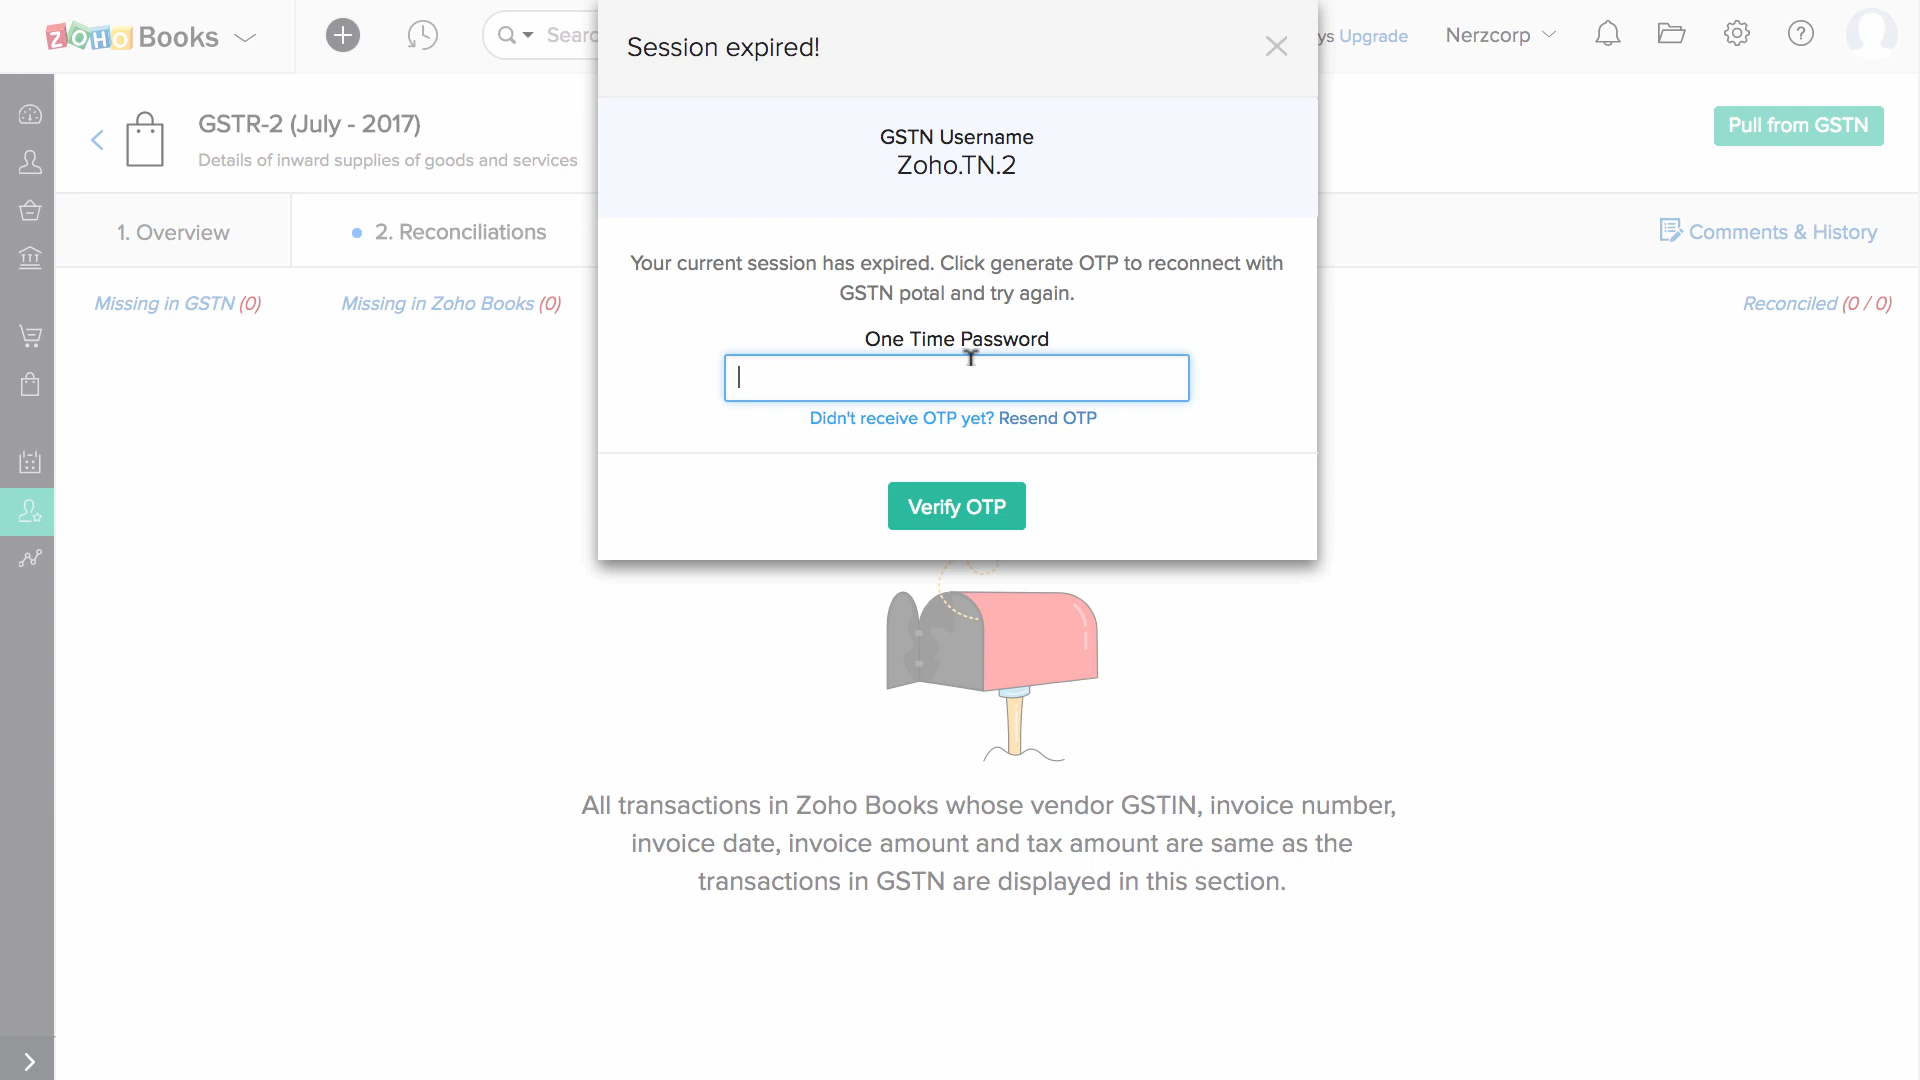 ZOHO Books
Searc
ys Upgrade
Nerzcorp
Session expired!
GSTR-2 (July - 2017)
Details of inward supplies of goods and services
Pull from GSTN
GSTN Username
Zoho.TN.2
1. Overview
2. Reconciliations
Comments & History
Your current session has expired. Click generate OTP to reconnect with
GSTN potal and try again.
Missing in GSTN (0)
Missing in Zoho Books (0)
Reconciled (0 / 0)
One Time Password
Didn't receive OTP yet? Resend OTP
Verify OTP
All transactions in Zoho Books whose vendor GSTIN, invoice number,
invoice date, invoice amount and tax amount are same as the
transactions in GSTN are displayed in this section.